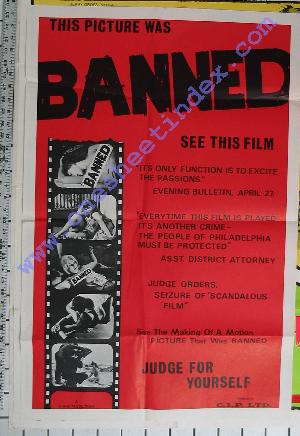 THIS PICTURE WAS
BANNED
SEE THIS FILM
"IT'S ONLY FUNCTION IS TO EXCITE
THE PASSIONS."
EVENING BULLETIN, APRIL 27,
"EVERYTIME THIS FILM IS PLAYED
IT'S ANOTHER CRIME-
THE PEOPLE OF PHILADELPHIA
MUST BE PROTECTED"
ASST. DISTRICT ATTORNEY
JUDGE ORDERS,
SEIZURE OF "SCANDALOUS
FILM"
See The Making Of A Motion
PICTURE That Was BANNED
JUDGE FOR
YOURSELF
BANNED
BANNED
A
C.I.P. LTD.
www.onesheetindex.com